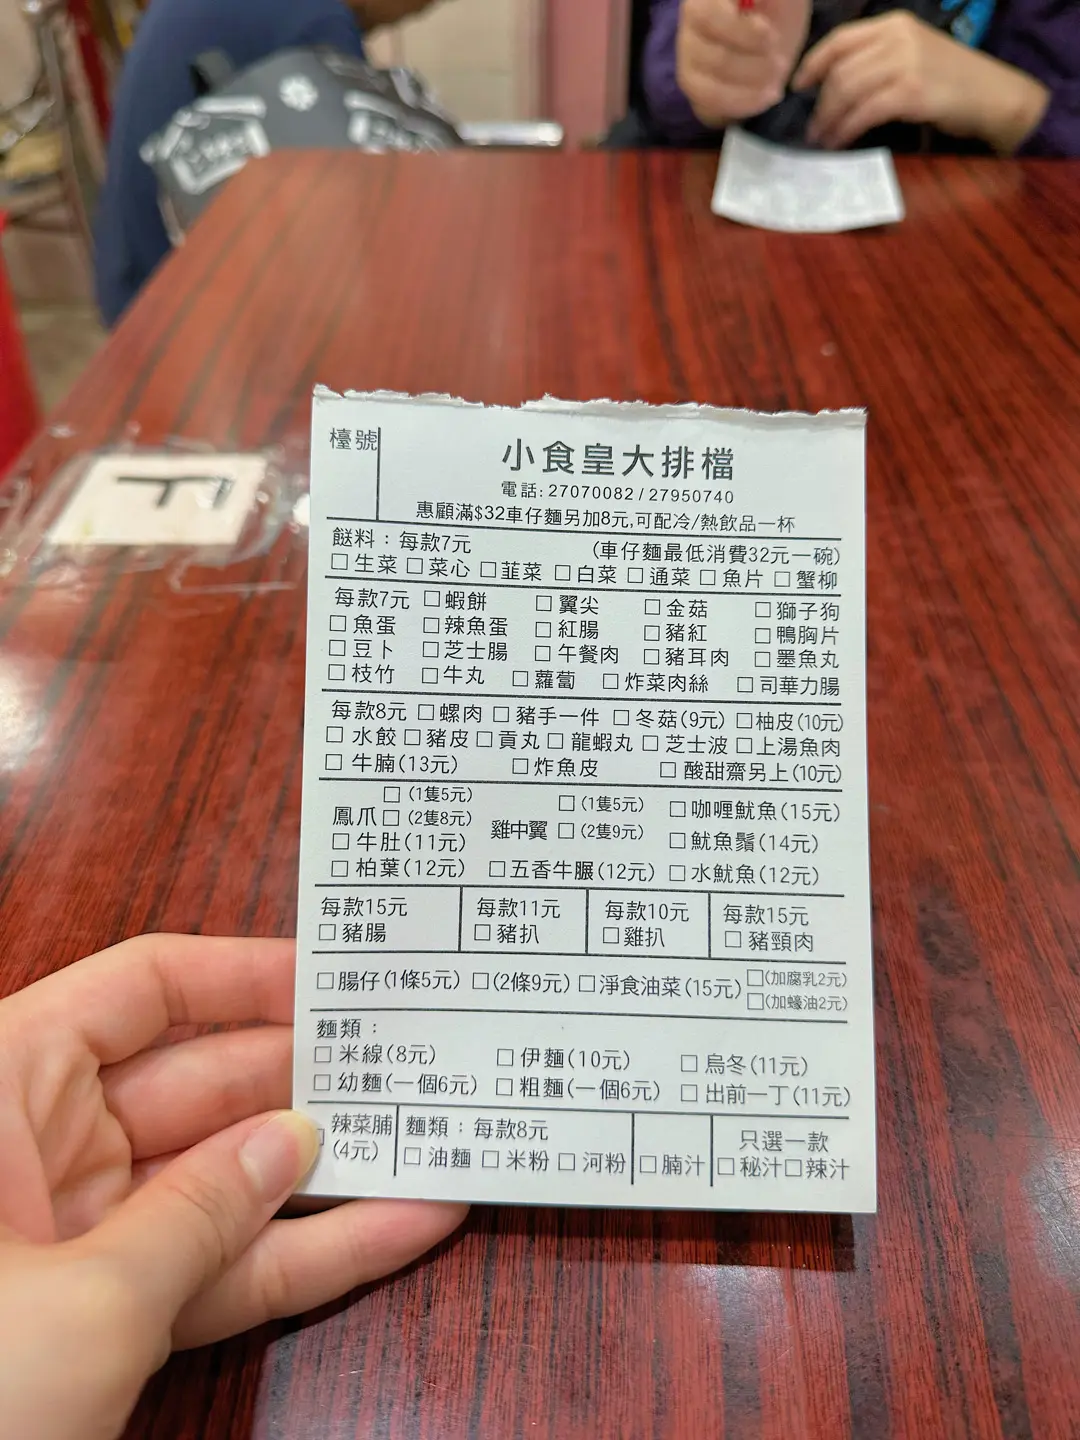 檯號
小食皇大排檔
電話: 27070082 / 27950740
惠顧滿$32車仔麵另加8元,可配冷/熱飲品一杯
餸料：每款7元 (車仔麵最低消費32元一碗)
□生菜 □菜心 □韮菜 □白菜 □通菜 □魚片 □蟹柳
每款7元 □蝦餅 □翼尖 □金菇 □獅子狗
□魚蛋 □辣魚蛋 □紅腸 □豬紅 □鴨胸片
□豆卜 □芝士腸 □午餐肉 □豬耳肉 □墨魚丸
□枝竹 □牛丸 □蘿蔔 □炸菜肉絲 □司華力腸
每款8元 □螺肉 □豬手一件 □冬菇(9元) □柚皮(10元)
□水餃 □豬皮 □貢丸 □龍蝦丸 □芝士波 □上湯魚肉
□牛腩(13元) □炸魚皮 □酸甜齋另上(10元)
鳳爪 □(1隻5元) □(2隻8元) 雞中翼 □(1隻5元) □(2隻9元) □咖喱魷魚(15元)
□牛肚(11元) □魷魚鬚(14元)
□柏葉(12元) □五香牛𦟌(12元) □水魷魚(12元)
每款15元 每款11元 每款10元 每款15元
□豬腸 □豬扒 □雞扒 □豬頸肉
□腸仔(1條5元) □(2條9元) □淨食油菜(15元) □(加腐乳2元)
□(加蠔油2元)
麵類：
□米線(8元) □伊麵(10元) □烏冬(11元)
□幼麵(一個6元) □粗麵(一個6元) □出前一丁(11元)
□辣菜脯 麵類：每款8元 只選一款
(4元) □油麵 □米粉 □河粉 □腩汁 □秘汁□辣汁